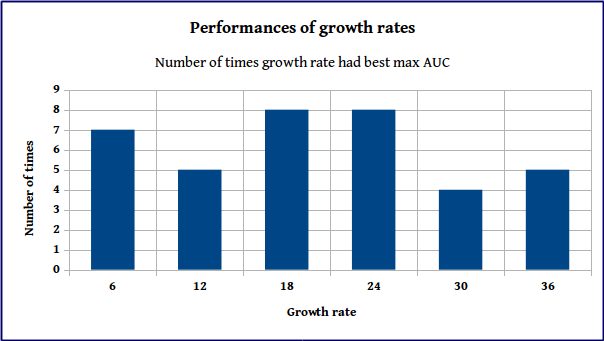 Performances of growth rates
Number of times growth rate had best max AUC
Number of times
9
8
7
6
5
4
3
2
1
0
6 12 18 24 30 36
Growth rate